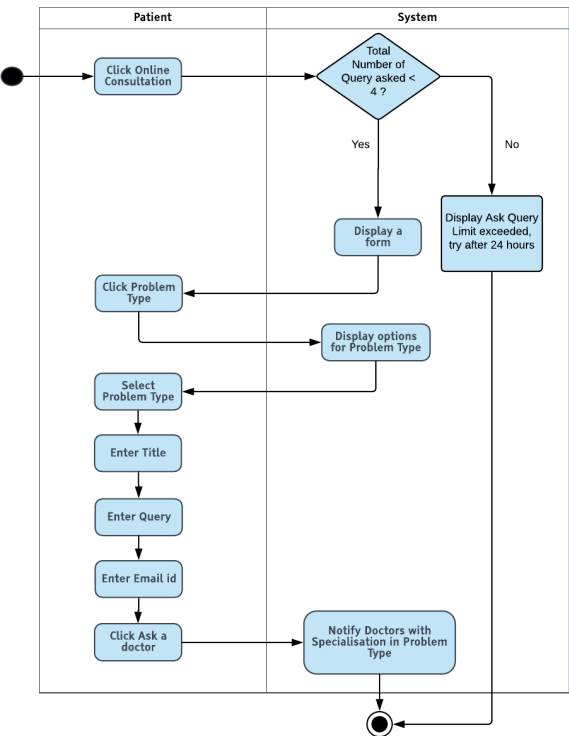 Patient
System
Click Online
Consultation
Total
Number of
Query asked <
4 ?
Yes
No
Display a
form
Display Ask Query
Limit exceeded,
try after 24 hours
Click Problem
Type
Display options
for Problem Type
Select
Problem Type
Enter Title
Enter Query
Enter Email id
Click Ask a
doctor
Notify Doctors with
Specialisation in Problem
Type